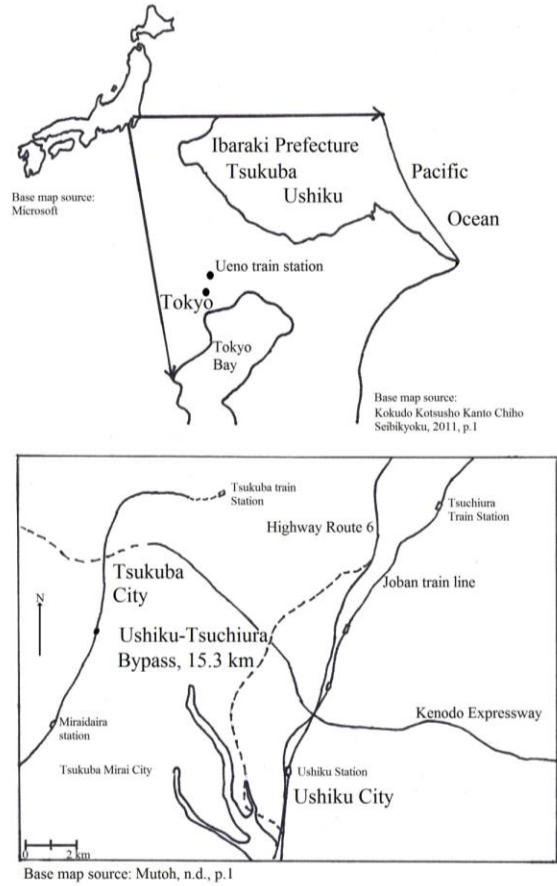 Base map source:
Microsoft
Ibaraki Prefecture
Tsukuba
Ushiku
Pacific
Ocean
Ueno train station
Tokyo
Tokyo
Bay
Base map source:
Kokudo Kotsusho Kanto Chiho
Seibikyoku, 2011, p.1
Tsukuba train
Station
Tsuchiura
Train Station
Highway Route 6
Joban train line
Tsukuba
City
N
Ushiku-Tsuchiura
Bypass, 15.3 km
Miraidaira
station
Kenodo Expressway
Tsukuba Mirai City
Ushiku Station
Ushiku City
0 2 km
Base map source: Mutoh, n.d., p.1